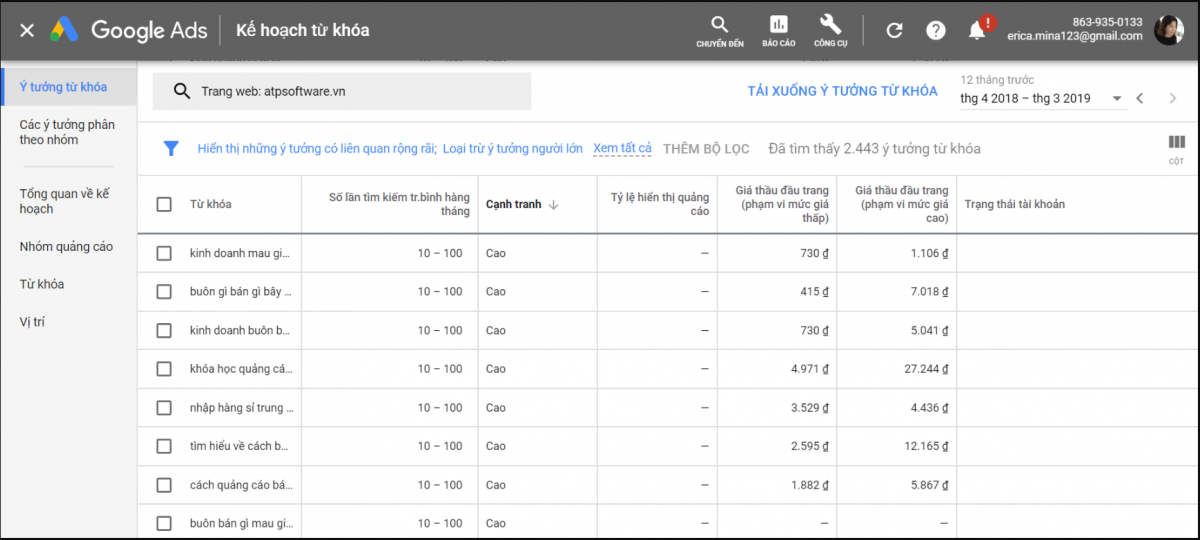 Google Ads
Kế hoạch từ khóa
CHUYỂN ĐẾN
BÁO CÁO
CÔNG CỤ
!
863-935-0133
erica.mina123@gmail.com
Ý tưởng từ khóa
Các ý tưởng phân
theo nhóm
Tổng quan về kế
hoạch
Nhóm quảng cáo
Từ khóa
Vị trí
Trang web: atpsoftware.vn
TẢI XUỐNG Ý TƯỞNG TỪ KHÓA
12 tháng trước
thg 4 2018 – thg 3 2019
Hiển thị những ý tưởng có liên quan rộng rãi; Loại trừ ý tưởng người lớn Xem tất cả THÊM BỘ LỌC Đã tìm thấy 2.443 ý tưởng từ khóa
CỘT
Từ khóa
Số lần tìm kiếm tr.bình hàng
tháng
Cạnh tranh
Tỷ lệ hiển thị quảng
cáo
Giá thầu đầu trang
(phạm vi mức giá
thấp)
Giá thầu đầu trang
(phạm vi mức giá
cao)
Trạng thái tài khoản
kinh doanh mau gi... 10 – 100 Cao – 730 ₫ 1.106 ₫
buôn gì bán gì bây ... 10 – 100 Cao – 415 ₫ 7.018 ₫
kinh doanh buôn b... 10 – 100 Cao – 730 ₫ 5.041 ₫
khóa học quảng cá... 10 – 100 Cao – 4.971 ₫ 27.244 ₫
nhập hàng sỉ trung ... 10 – 100 Cao – 3.529 ₫ 4.436 ₫
tìm hiểu về cách b... 10 – 100 Cao – 2.595 ₫ 12.165 ₫
cách quảng cáo bá... 10 – 100 Cao – 1.882 ₫ 5.867 ₫
buôn bán gì mau gi... 10 – 100 Cao – – –